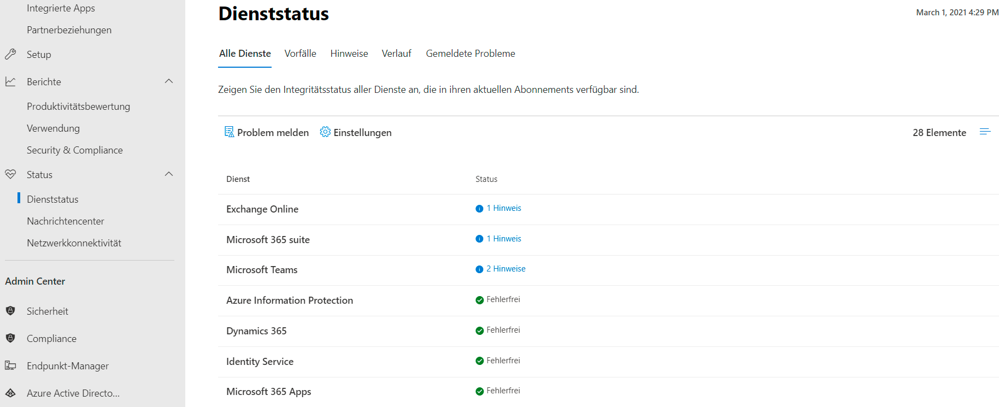 Integrierte Apps
Partnerbeziehungen
Setup
Berichte
Produktivitätsbewertung
Verwendung
Security & Compliance
Status
Dienststatus
Nachrichtencenter
Netzwerkkonnektivität
Admin Center
Sicherheit
Compliance
Endpunkt-Manager
Azure Active Directo...
Dienststatus
March 1, 2021 4:29 PM
Alle Dienste Vorfälle Hinweise Verlauf Gemeldete Probleme
Zeigen Sie den Integritätsstatus aller Dienste an, die in ihren aktuellen Abonnements verfügbar sind.
Problem melden Einstellungen 28 Elemente
Dienst Status
Exchange Online 1 Hinweis
Microsoft 365 suite 1 Hinweis
Microsoft Teams 2 Hinweise
Azure Information Protection Fehlerfrei
Dynamics 365 Fehlerfrei
Identity Service Fehlerfrei
Microsoft 365 Apps Fehlerfrei